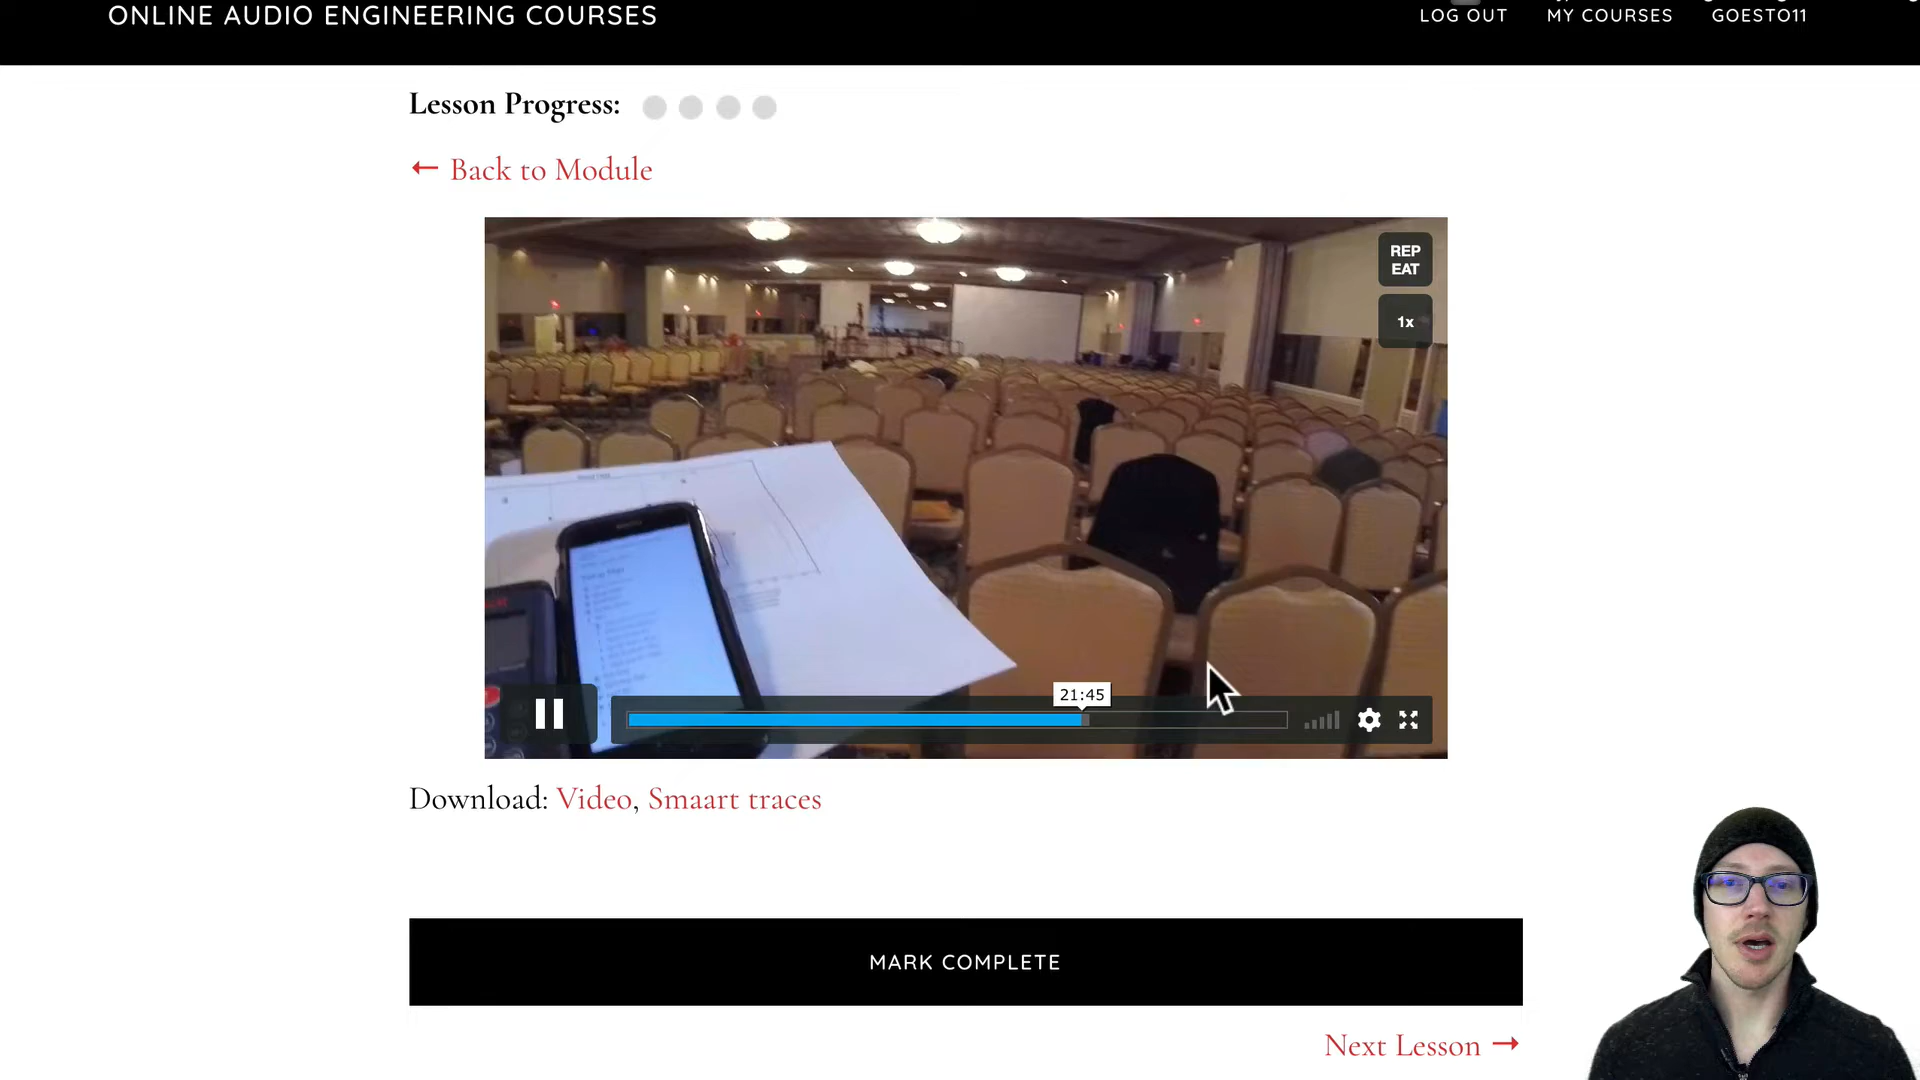 ONLINE AUDIO ENGINEERING COURSES
LOG OUT MY COURSES GOESTO11
Lesson Progress:
← Back to Module
REP
EAT
1x
21:45
Download: Video, Smaart traces
MARK COMPLETE
Next Lesson →